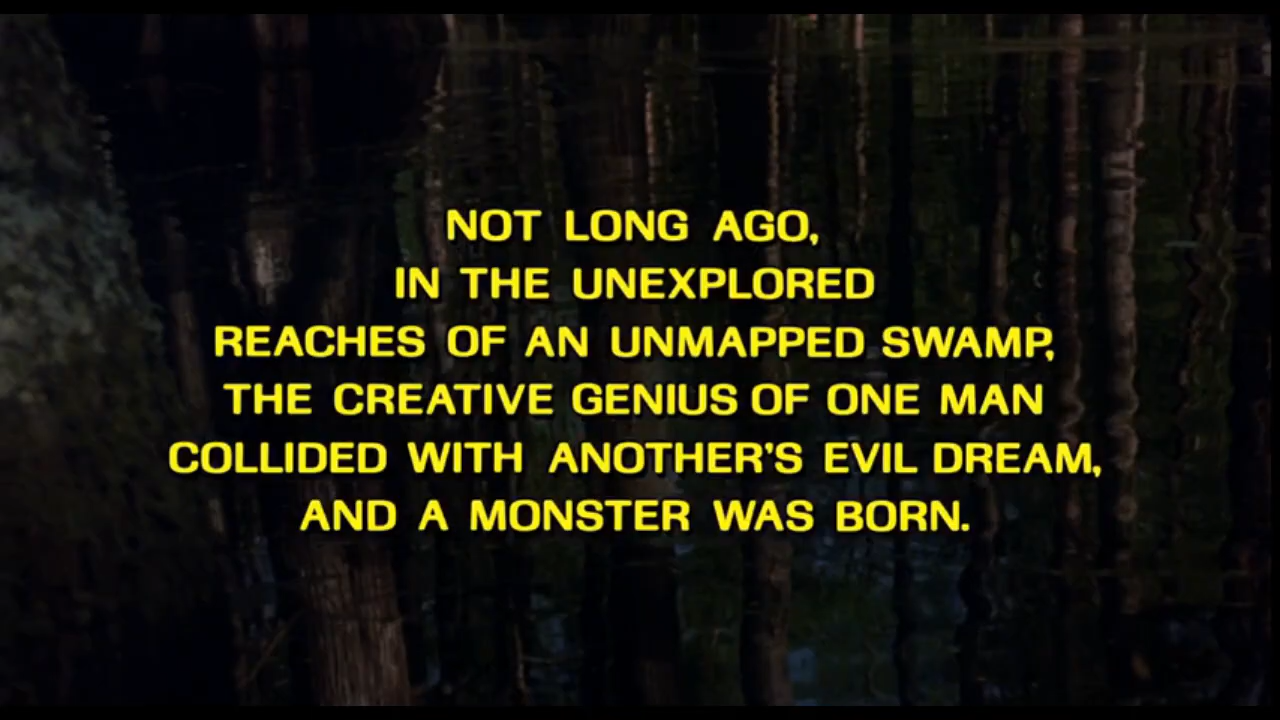 NOT LONG AGO,
IN THE UNEXPLORED
REACHES OF AN UNMAPPED SWAMP,
THE CREATIVE GENIUS OF ONE MAN
COLLIDED WITH ANOTHER'S EVIL DREAM,
AND A MONSTER WAS BORN.